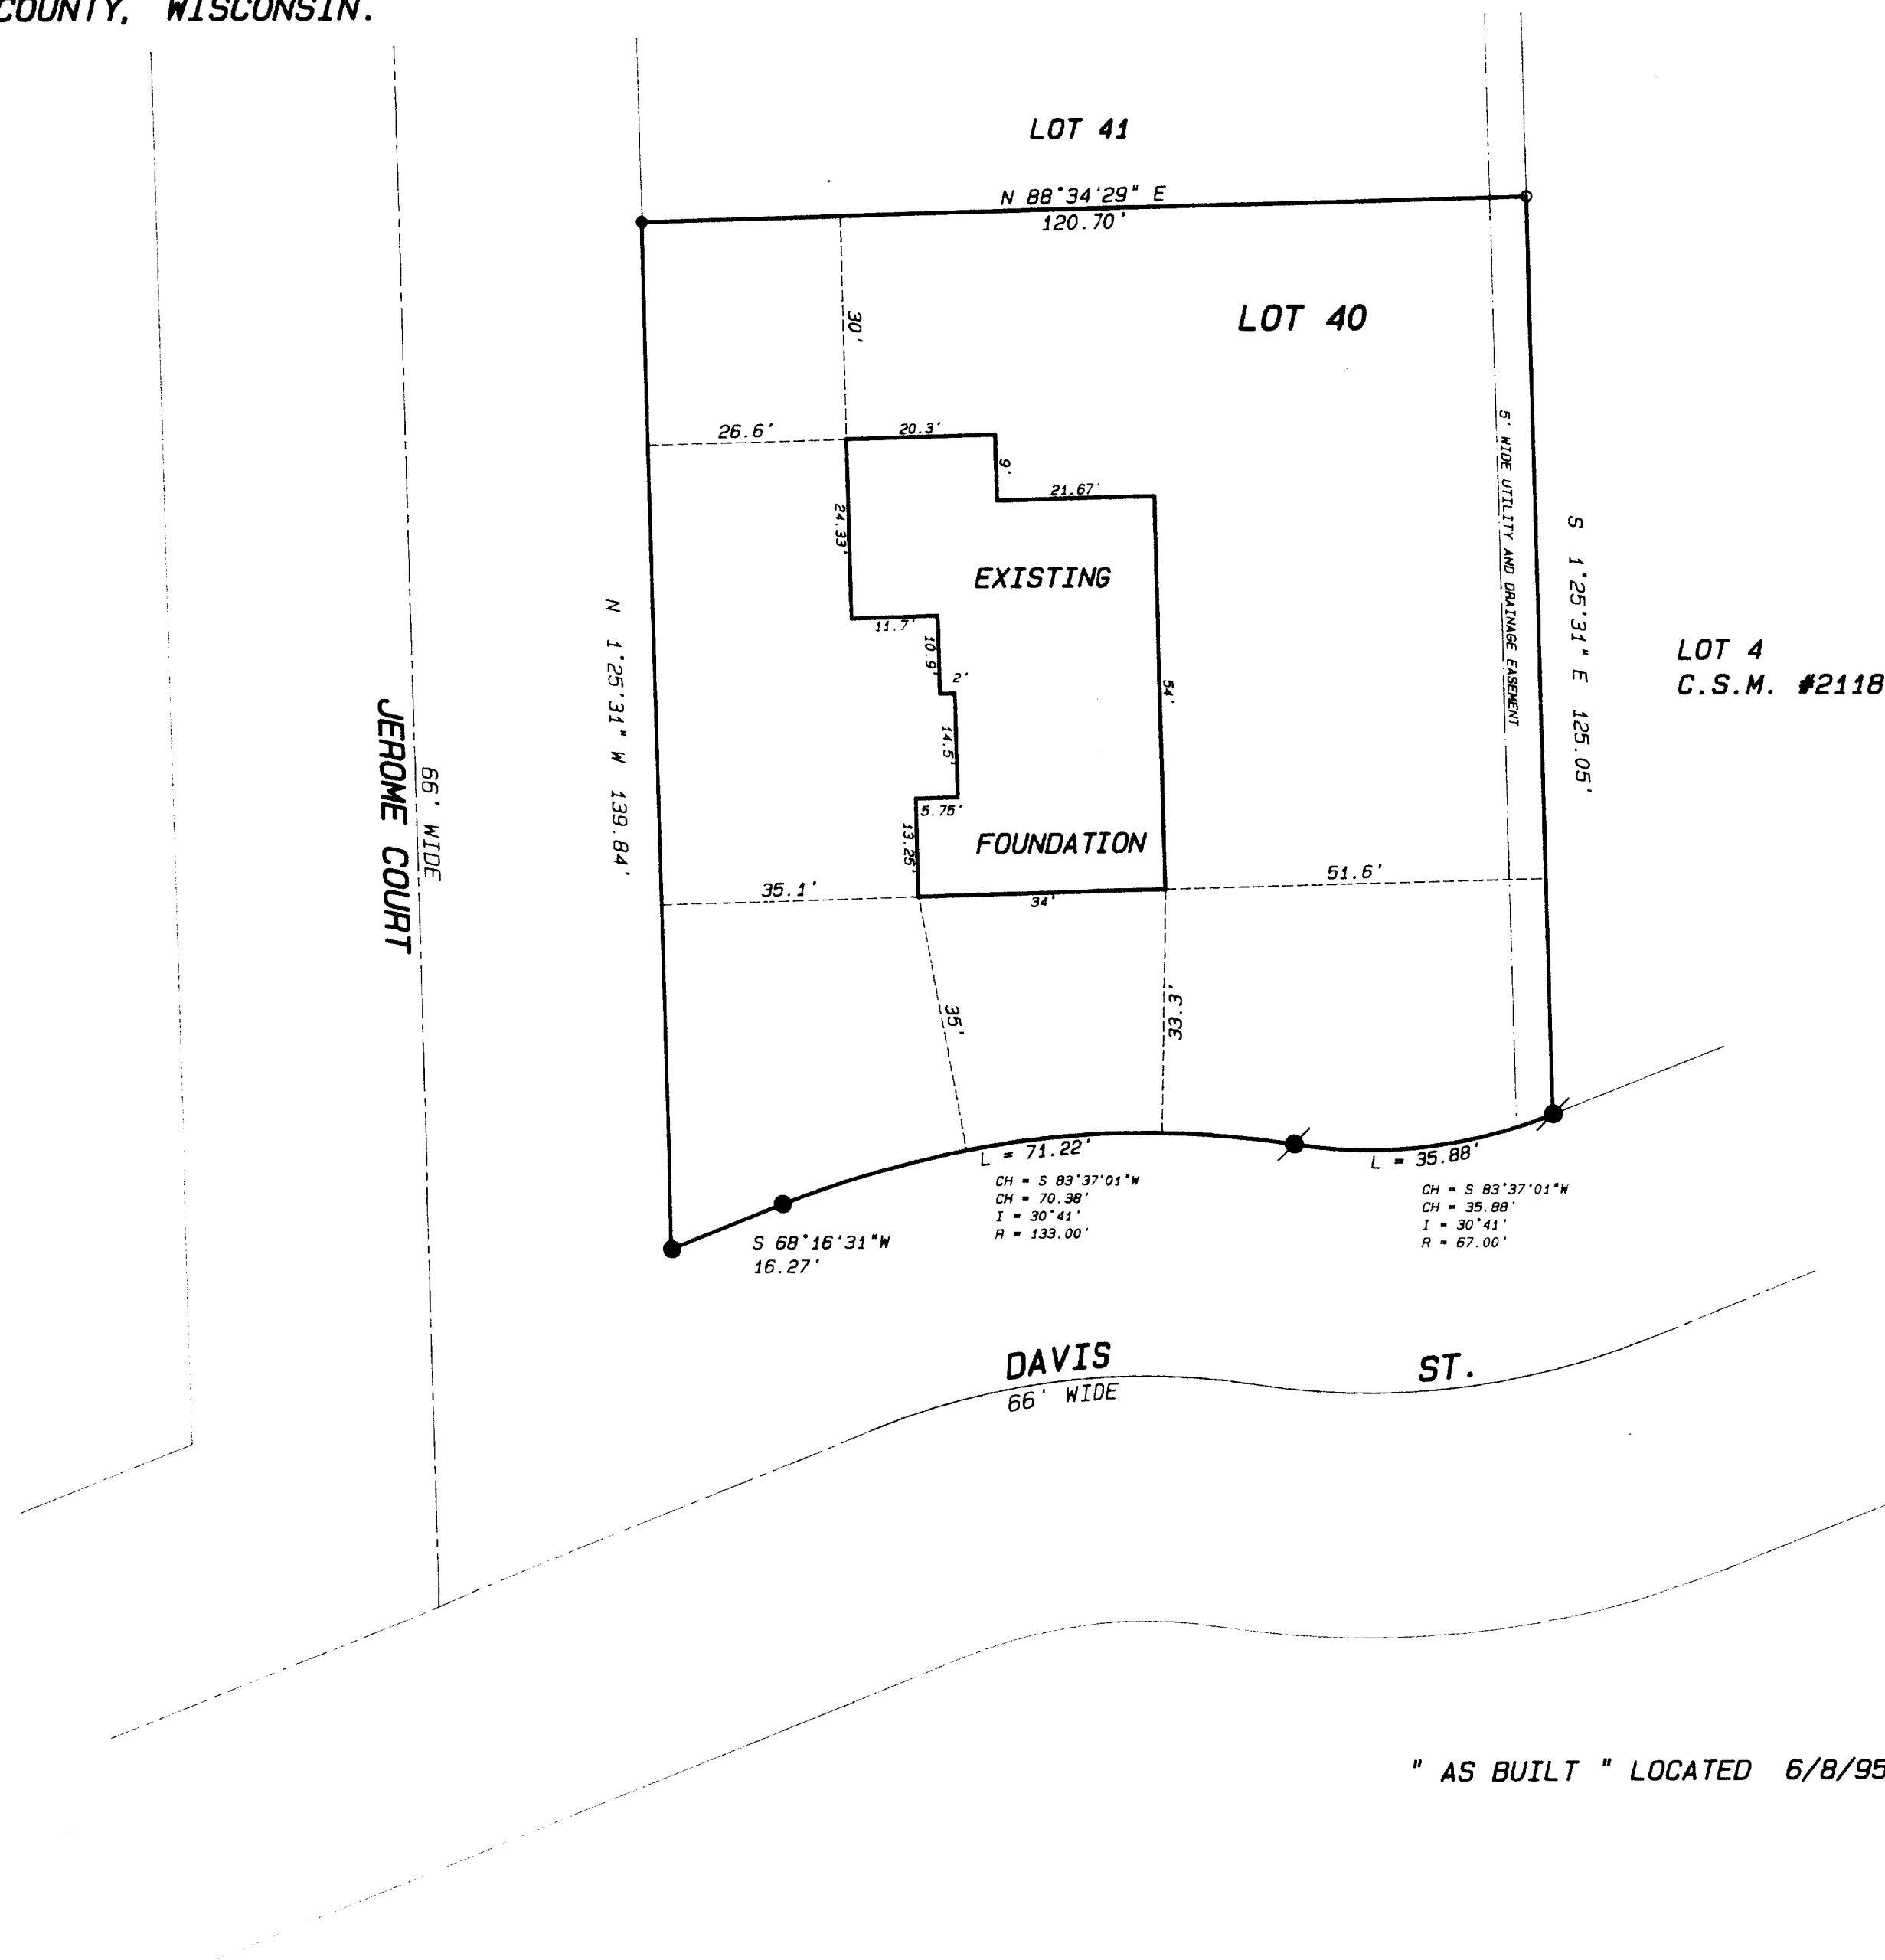 COUNTY, WISCONSIN.
LOT 41
N 88°34'29" E
120.70'
LOT 40
30'
26.6'
20.3'
9'
21.67'
24.33'
EXISTING
11.7'
10.9'
2'
54'
14.5'
5.75'
13.25'
FOUNDATION
34'
35.1'
51.6'
35'
33.3'
5' WIDE UTILITY AND DRAINAGE EASEMENT
S 1°25'31" E 125.05'
N 1°25'31" W 139.84'
LOT 4
C.S.M. #2118
JEROME COURT
66' WIDE
L = 71.22'
CH = S 83°37'01"W
CH = 70.38'
I = 30°41'
R = 133.00'
L = 35.88'
CH = S 83°37'01"W
CH = 35.88'
I = 30°41'
R = 67.00'
S 68°16'31"W
16.27'
DAVIS ST.
66' WIDE
" AS BUILT " LOCATED 6/8/95